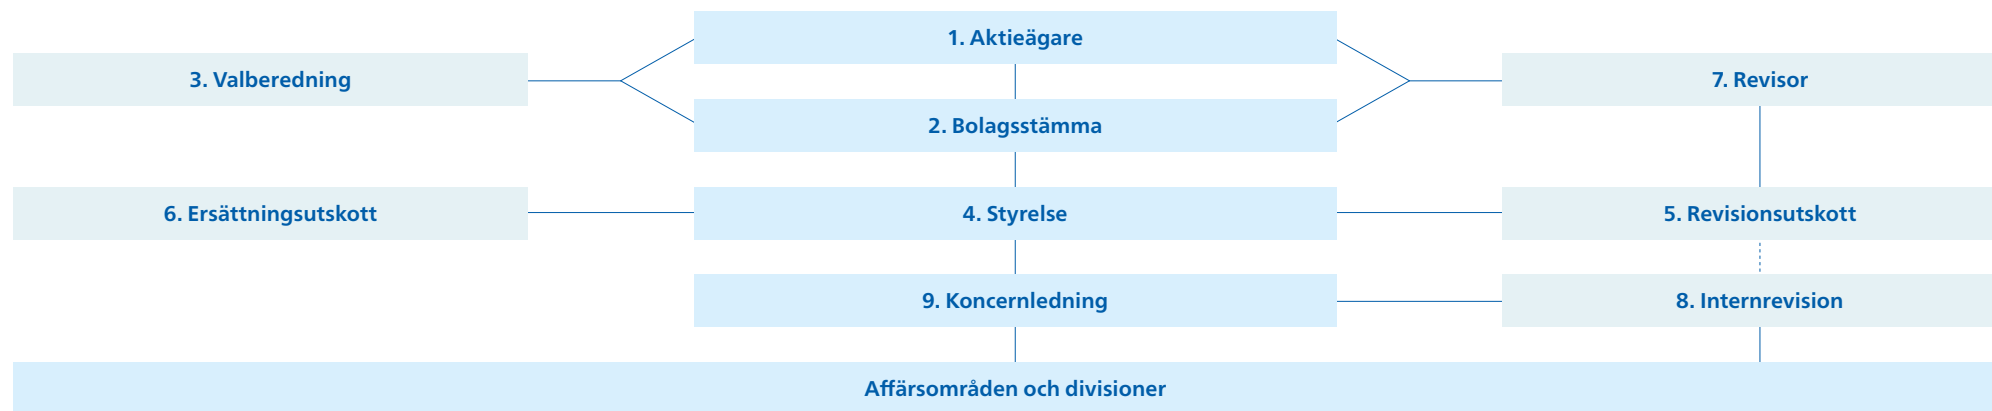 1. Aktieägare
3. Valberedning
7. Revisor
2. Bolagsstämma
6. Ersättningsutskott
4. Styrelse
5. Revisionsutskott
9. Koncernledning
8. Internrevision
Affärsområden och divisioner